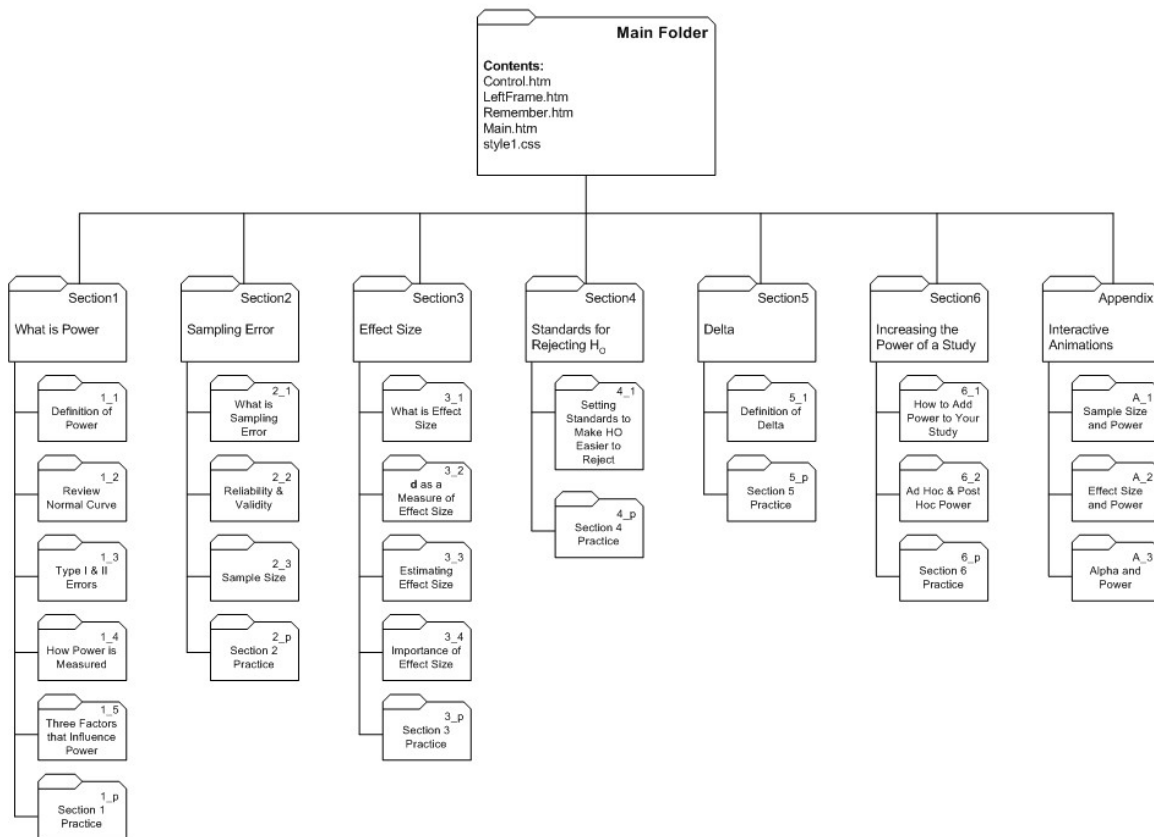 Main Folder
Contents:
Control.htm
LeftFrame.htm
Remember.htm
Main.htm
style1.css
Section1
What is Power
1_1
Definition of
Power
1_2
Review
Normal Curve
1_3
Type I & II
Errors
1_4
How Power is
Measured
1_5
Three Factors
that Influence
Power
1_p
Section 1
Practice
Section2
Sampling Error
2_1
What is
Sampling
Error
2_2
Reliability &
Validity
2_3
Sample Size
2_p
Section 2
Practice
Section3
Effect Size
3_1
What is Effect
Size
3_2
d as a
Measure of
Effect Size
3_3
Estimating
Effect Size
3_4
Importance of
Effect Size
3_p
Section 3
Practice
Section4
Standards for
Rejecting HO
4_1
Setting
Standards to
Make HO
Easier to
Reject
4_p
Section 4
Practice
Section5
Delta
5_1
Definition of
Delta
5_p
Section 5
Practice
Section6
Increasing the
Power of a Study
6_1
How to Add
Power to Your
Study
6_2
Ad Hoc & Post
Hoc Power
6_p
Section 6
Practice
Appendix
Interactive
Animations
A_1
Sample Size
and Power
A_2
Effect Size
and Power
A_3
Alpha and
Power